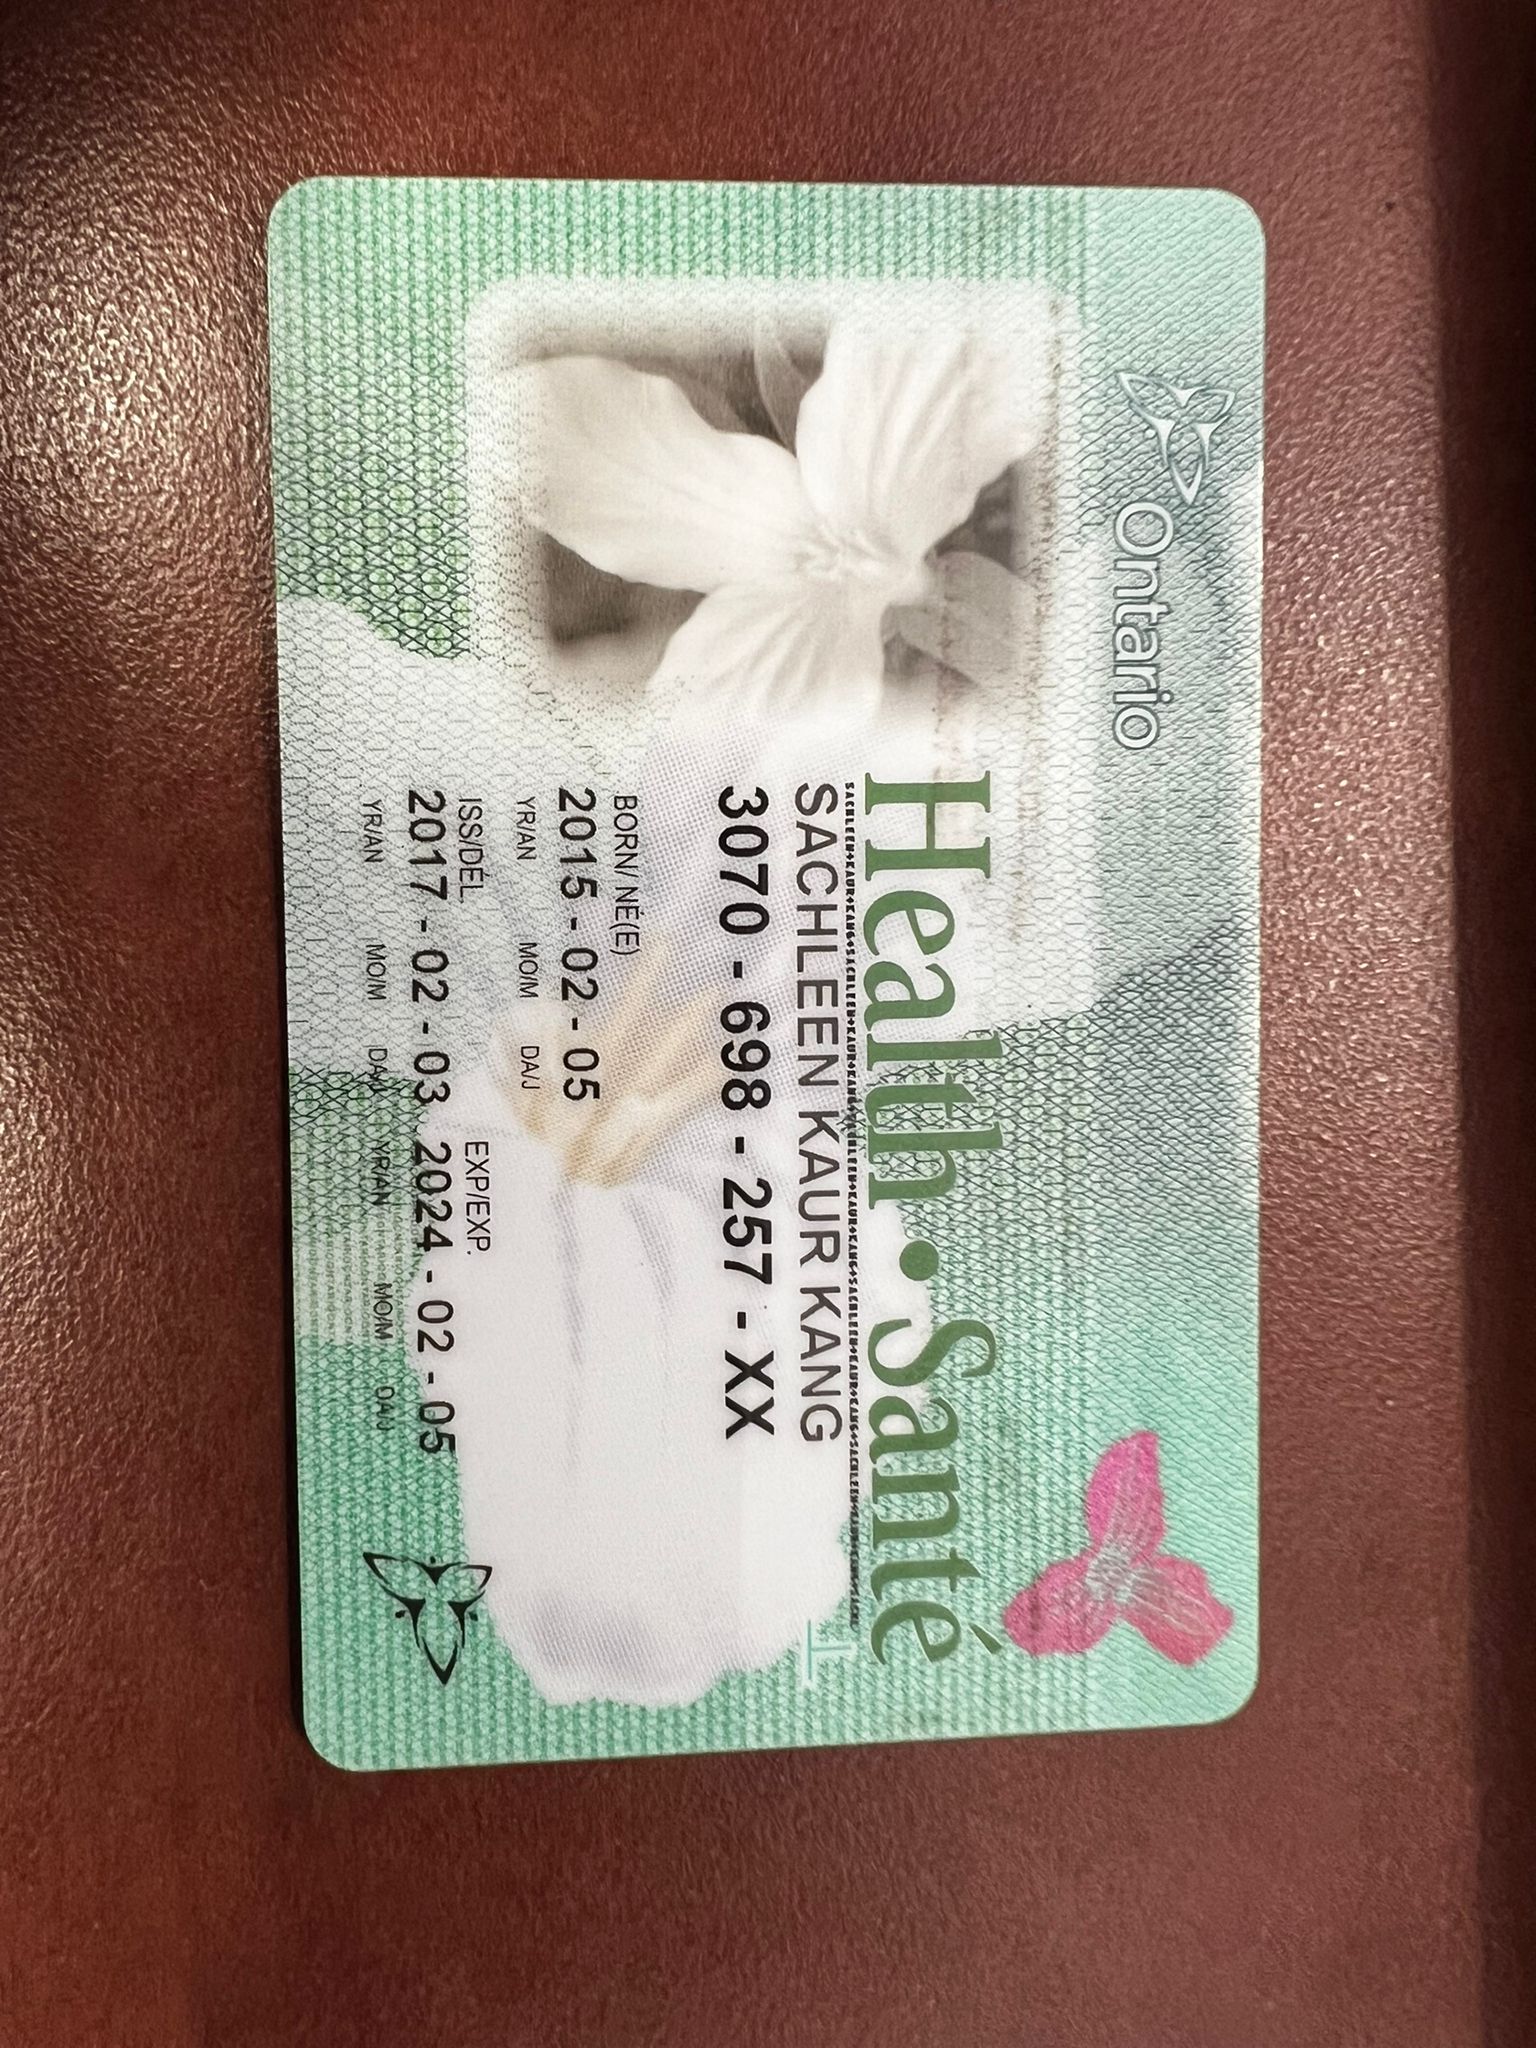 Ontario
Health • Santé
SACHLEEN KAUR KANG
3070 - 698 - 257 - XX
BORN/ NÉ(E)
2015 - 02 - 05
YR/AN MO/M DA/J
ISS/DÉL. EXP/EXP.
2017 - 02 - 03 2024 - 02 - 05
YR/AN MO/M DA/J YR/AN MO/M DA/J